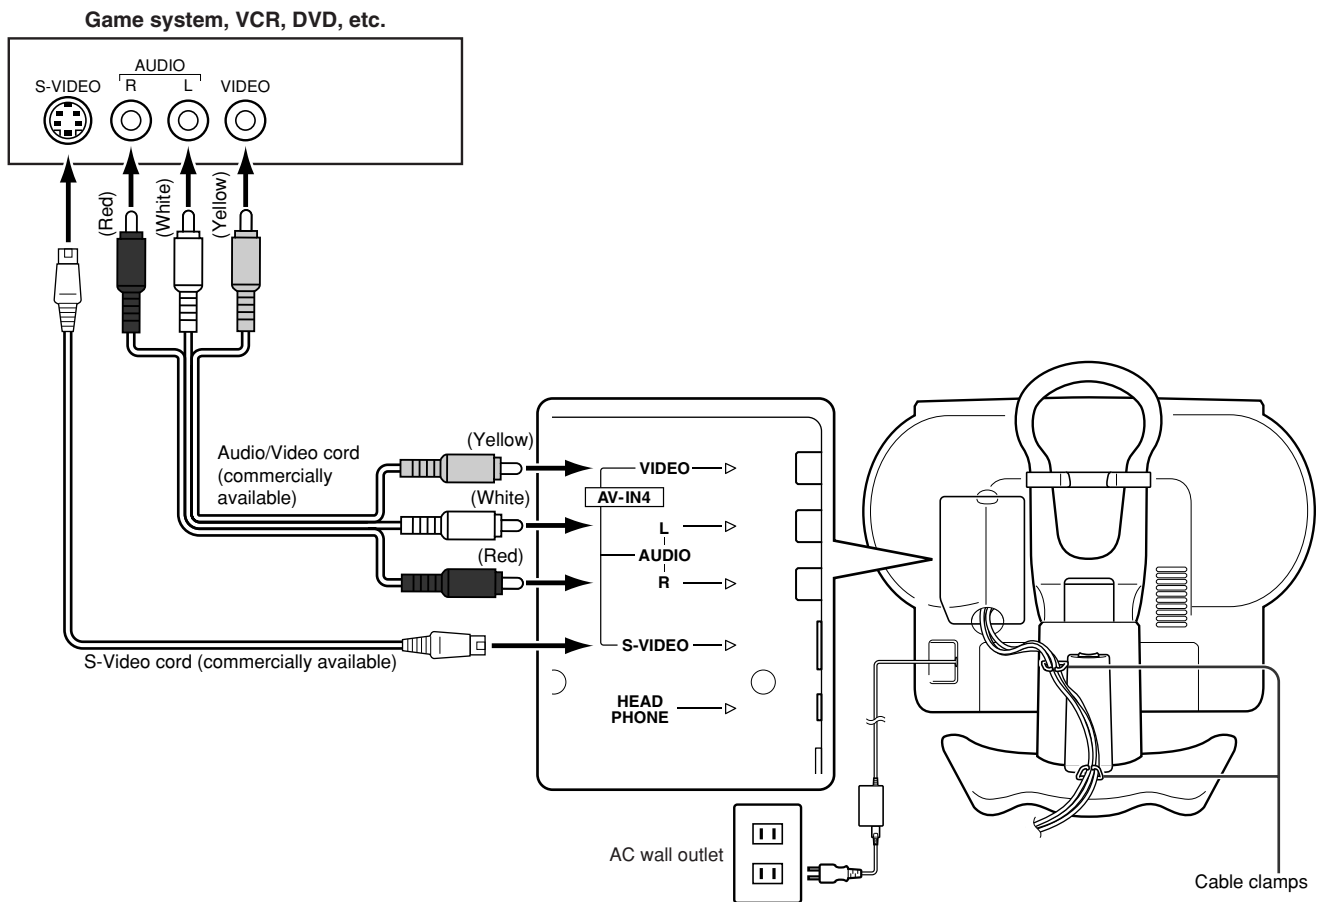 Game system, VCR, DVD, etc.
AUDIO
S-VIDEO
R
L
VIDEO
(Red)
(White)
(Yellow)
Audio/Video cord
(commercially
available)
(Yellow)
(White)
(Red)
S-Video cord (commercially available)
VIDEO
AV-IN4
L
AUDIO
R
S-VIDEO
HEAD
PHONE
AC wall outlet
Cable clamps